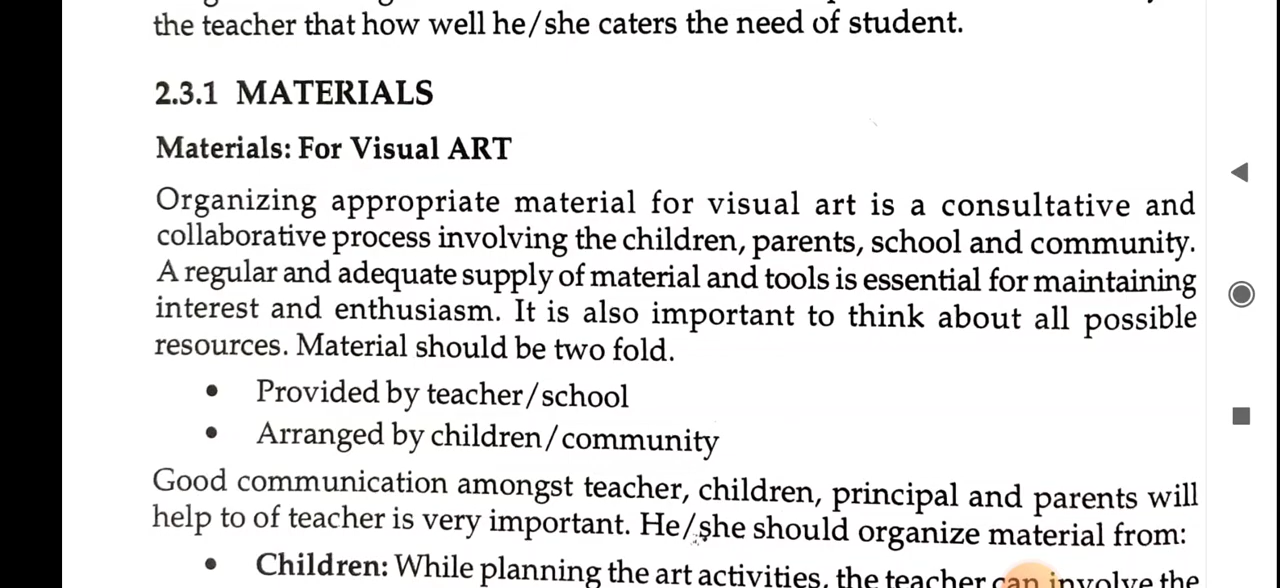 the teacher that how well he/she caters the need of student.
2.3.1 MATERIALS
Materials: For Visual ART
Organizing appropriate material for visual art is a consultative and
collaborative process involving the children, parents, school and community.
A regular and adequate supply of material and tools is essential for maintaining
interest and enthusiasm. It is also important to think about all possible
resources. Material should be two fold.
• Provided by teacher/school
• Arranged by children/community
Good communication amongst teacher, children, principal and parents will
help to of teacher is very important. He/she should organize material from:
• Children: While planning the art activities, the teacher can involve the